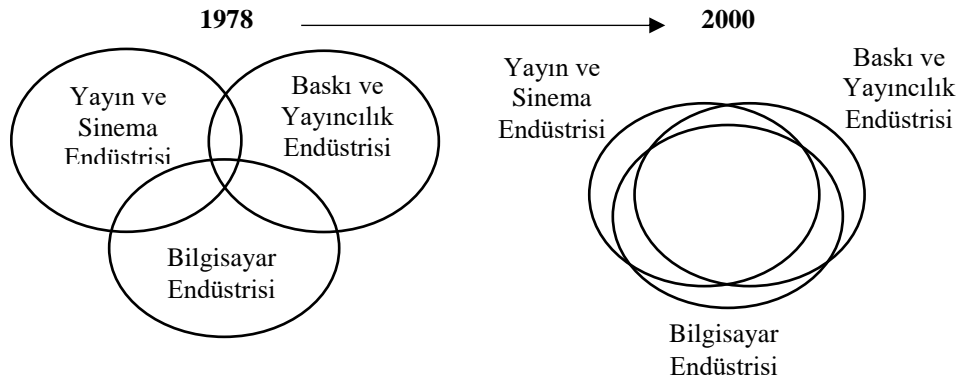 1978
2000
Yayın ve
Sinema
Endüstrisi
Baskı ve
Yayıncılık
Endüstrisi
Bilgisayar
Endüstrisi
Yayın ve
Sinema
Endüstrisi
Baskı ve
Yayıncılık
Endüstrisi
Bilgisayar
Endüstrisi